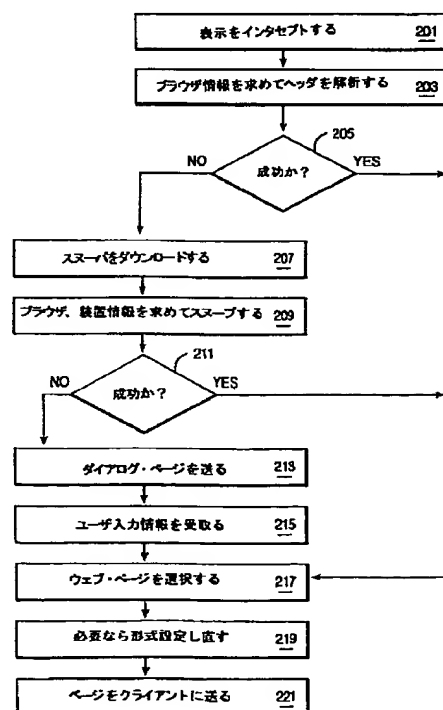 表示をインタセプトする 201
ブラウザ情報を求めてヘッダを解析する 203
205
NO
成功か?
YES
スヌーパをダウンロードする 207
ブラウザ、装置情報を求めてスヌープする 209
211
NO
成功か?
YES
ダイアログ・ページを送る 213
ユーザ入力情報を受取る 215
ウェブ・ページを選択する 217
必要なら形式設定し直す 219
ページをクライアントに送る 221